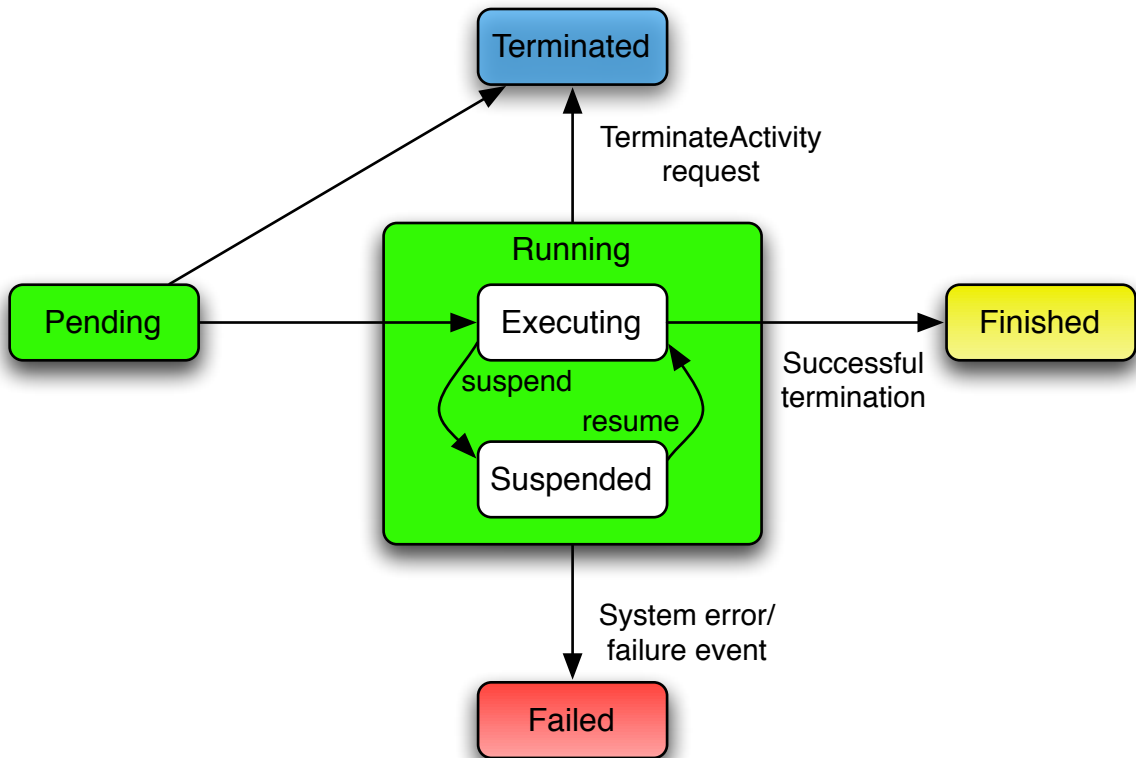 Terminated
TerminateActivity
request
Running
Pending
Executing
Finished
suspend
Successful
termination
resume
Suspended
System error/
failure event
Failed